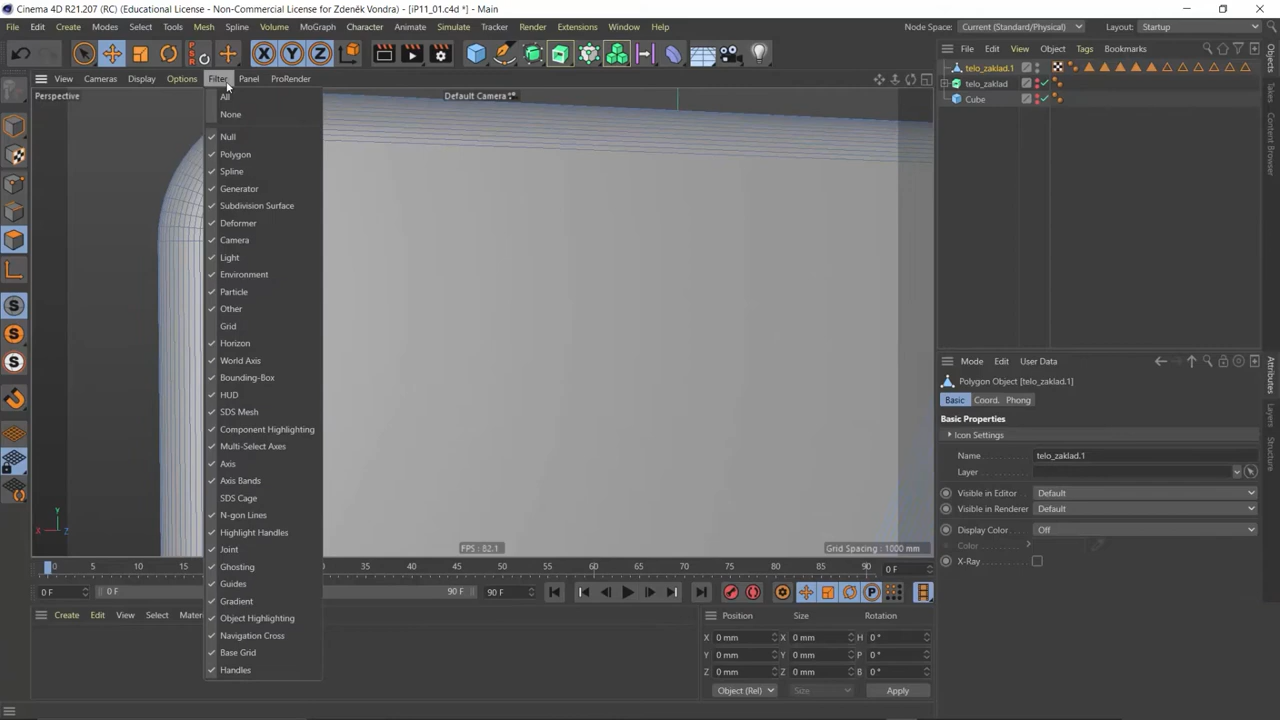 Cinema 4D R21.207 (RC) (Educational License - Non-Commercial License for Zdeněk Vondra) - [iP11_01.c4d *] - Main
File Edit Create Modes Select Tools Mesh Spline Volume MoGraph Character Animate Simulate Tracker Render Extensions Window Help
Node Space: Current (Standard/Physical) Layout: Startup
View Cameras Display Options Filter Panel ProRender
File Edit View Object Tags Bookmarks
Perspective
Default Camera
telo_zaklad.1
telo_zaklad
Cube
All
None
Null
Polygon
Spline
Generator
Subdivision Surface
Deformer
Camera
Light
Environment
Particle
Other
Grid
Horizon
World Axis
Bounding-Box
HUD
SDS Mesh
Component Highlighting
Multi-Select Axes
Axis
Axis Bands
SDS Cage
N-gon Lines
Highlight Handles
Joint
Ghosting
Guides
Gradient
Object Highlighting
Navigation Cross
Base Grid
Handles
FPS : 82.1
Grid Spacing : 1000 mm
0 5 10 15 35 40 45 50 55 60 65 70 75 80 85 90 0 F
0 F 0 F 90 F 90 F
Create Edit View Select
Position Size Rotation
X 0 mm X 0 mm H 0 °
Y 0 mm Y 0 mm P 0 °
Z 0 mm Z 0 mm B 0 °
Object (Rel) Size Apply
Mode Edit User Data
Polygon Object [telo_zaklad.1]
Basic Coord. Phong
Basic Properties
Icon Settings
Name telo_zaklad.1
Layer
Visible in Editor Default
Visible in Renderer Default
Display Color Off
Color
X-Ray
Objects
Takes
Content Browser
Attributes
Layers
Structure